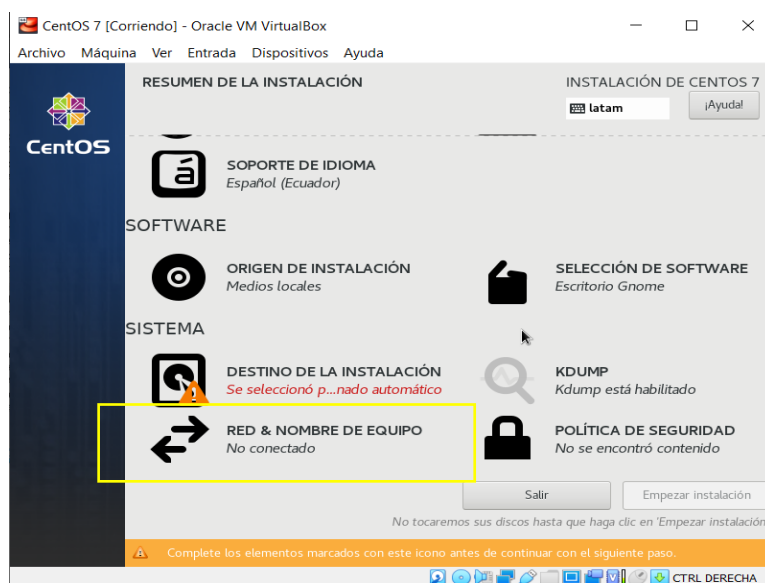 CentOS 7 [Corriendo] - Oracle VM VirtualBox
Archivo Máquina Ver Entrada Dispositivos Ayuda
RESUMEN DE LA INSTALACIÓN
INSTALACIÓN DE CENTOS 7
latam
¡Ayuda!
CentOS
SOPORTE DE IDIOMA
Español (Ecuador)
SOFTWARE
ORIGEN DE INSTALACIÓN
Medios locales
SELECCIÓN DE SOFTWARE
Escritorio Gnome
SISTEMA
DESTINO DE LA INSTALACIÓN
Se seleccionó p...nado automático
KDUMP
Kdump está habilitado
RED & NOMBRE DE EQUIPO
No conectado
POLÍTICA DE SEGURIDAD
No se encontró contenido
Salir
Empezar instalación
No tocaremos sus discos hasta que haga clic en 'Empezar instalación
Complete los elementos marcados con este icono antes de continuar con el siguiente paso.
CTRL DERECHA